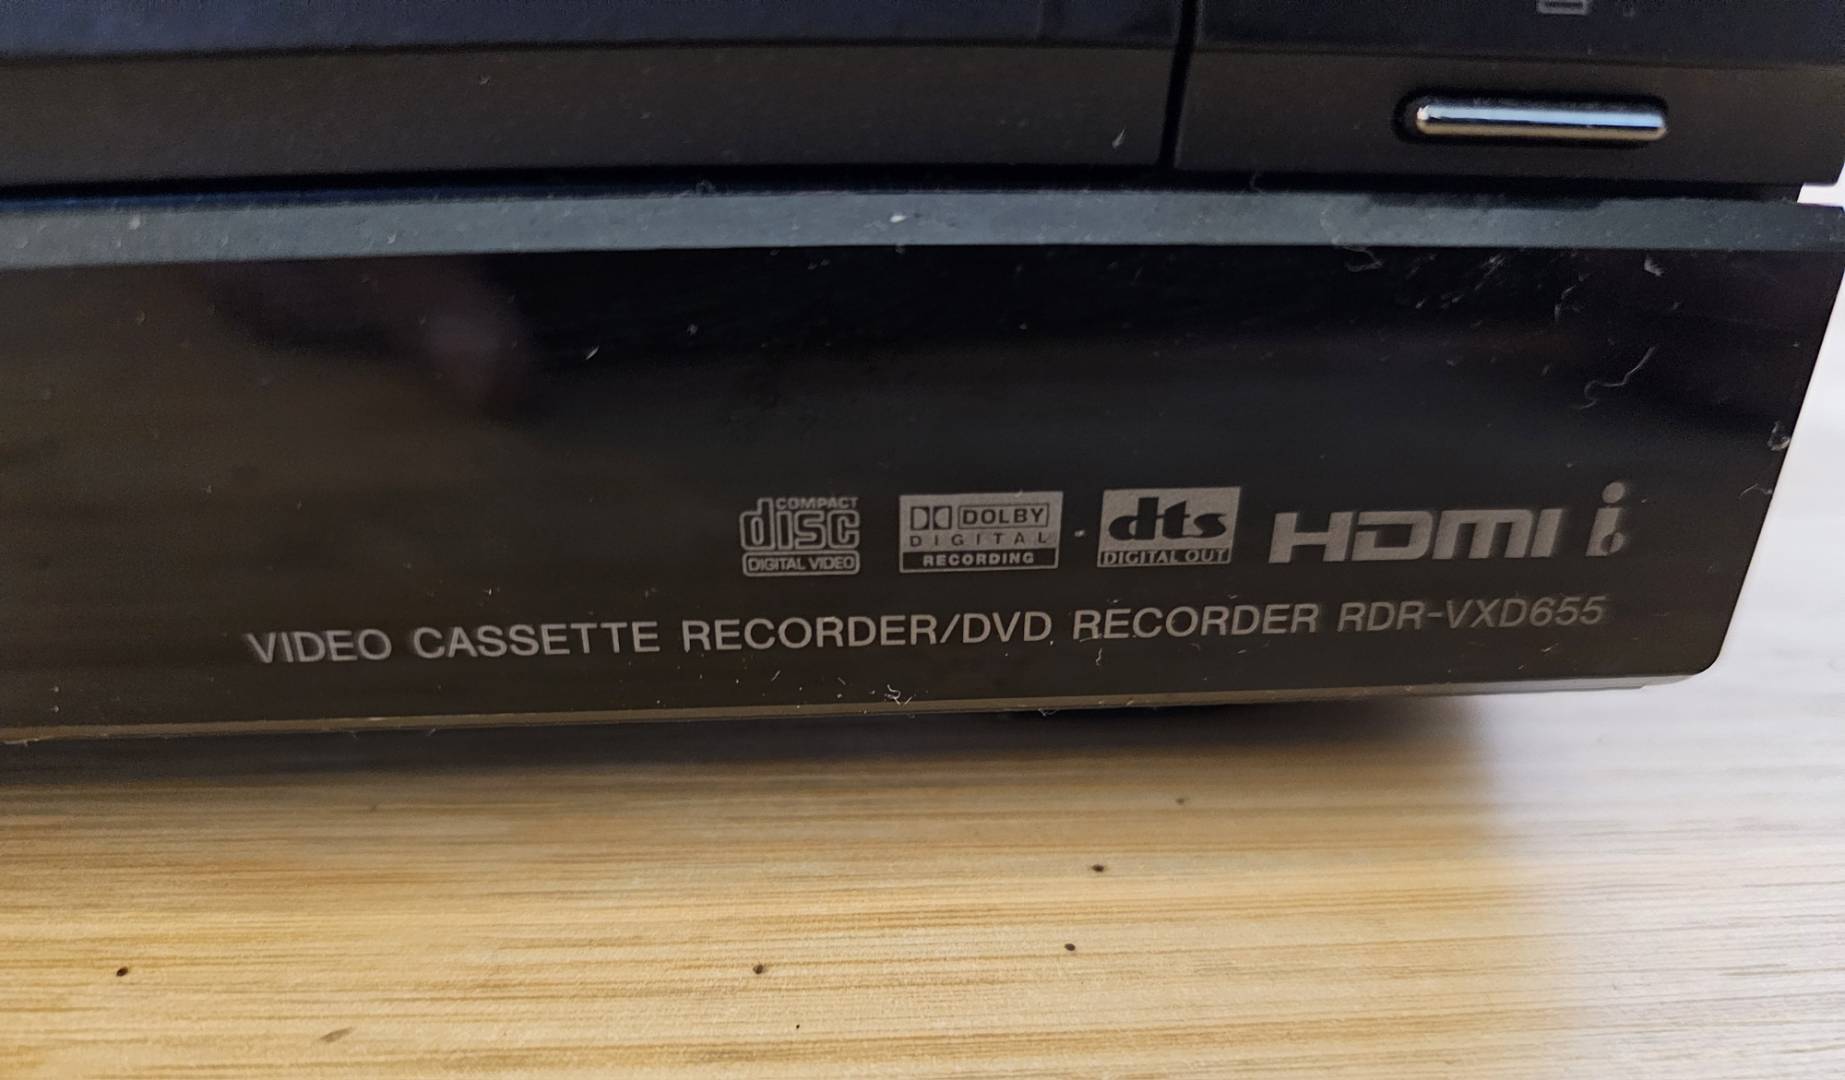 COMPACT
disc
DIGITAL VIDEO
DOLBY
DIGITAL
RECORDING
dts
DIGITAL OUT
HDMI
VIDEO CASSETTE RECORDER/DVD RECORDER RDR-VXD655